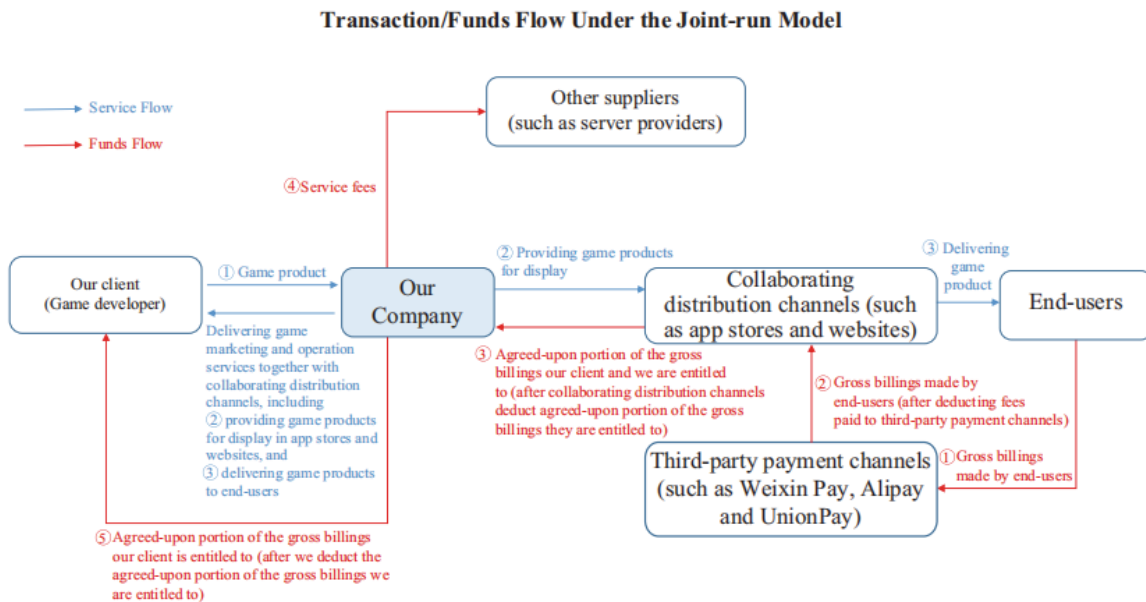 Transaction/Funds Flow Under the Joint-run Model
Service Flow
Funds Flow
Other suppliers
(such as server providers)
④Service fees
Our client
(Game developer)
① Game product
Our
Company
② Providing game products
for display
Collaborating
distribution channels (such
as app stores and websites)
③ Delivering
game
product
End-users
Delivering game
marketing and operation
services together with
collaborating distribution
channels, including
② providing game products
for display in app stores and
websites, and
③ delivering game products
to end-users
③ Agreed-upon portion of the gross
billings our client and we are entitled
to (after collaborating distribution channels
deduct agreed-upon portion of the gross
billings they are entitled to)
② Gross billings made by
end-users (after deducting fees
paid to third-party payment channels)
① Gross billings
made by end-users
Third-party payment channels
(such as Weixin Pay, Alipay
and UnionPay)
⑤ Agreed-upon portion of the gross billings
our client is entitled to (after we deduct the
agreed-upon portion of the gross billings we
are entitled to)